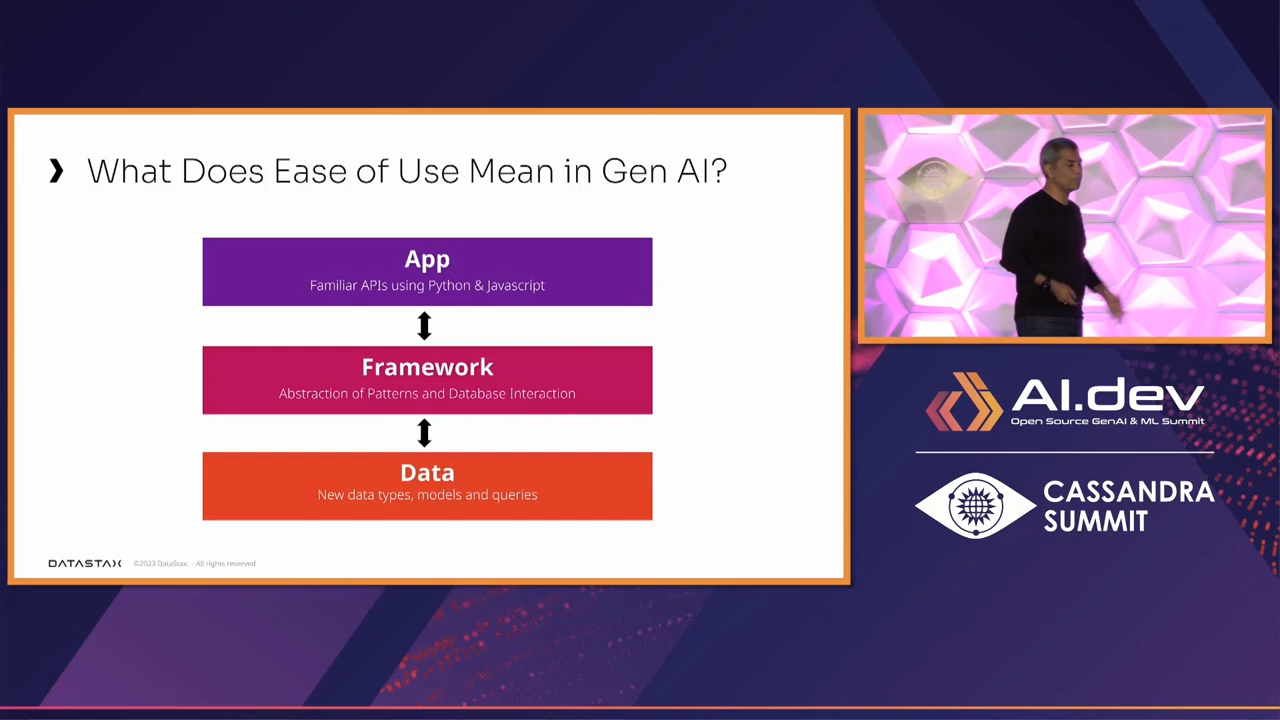 ❯ What Does Ease of Use Mean in Gen AI?
App
Familiar APIs using Python & Javascript
Framework
Abstraction of Patterns and Database Interaction
Data
New data types, models and queries
DATASTAX ©2023 DataStax. - All rights reserved
AI.dev
Open Source GenAI & ML Summit
CASSANDRA
SUMMIT